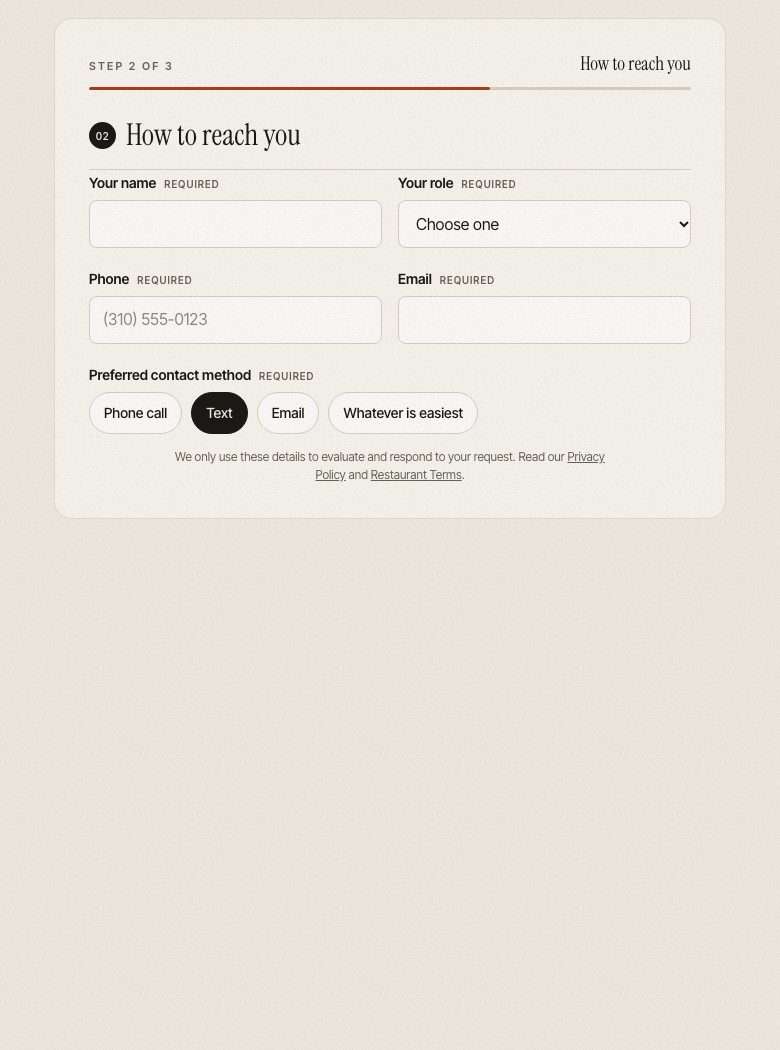 STEP 2 OF 3
How to reach you
02 How to reach you
Your name REQUIRED
Your role REQUIRED
Choose one
Phone REQUIRED
Email REQUIRED
(310) 555-0123
Preferred contact method REQUIRED
Phone call
Text
Email
Whatever is easiest
We only use these details to evaluate and respond to your request. Read our Privacy
Policy and Restaurant Terms.